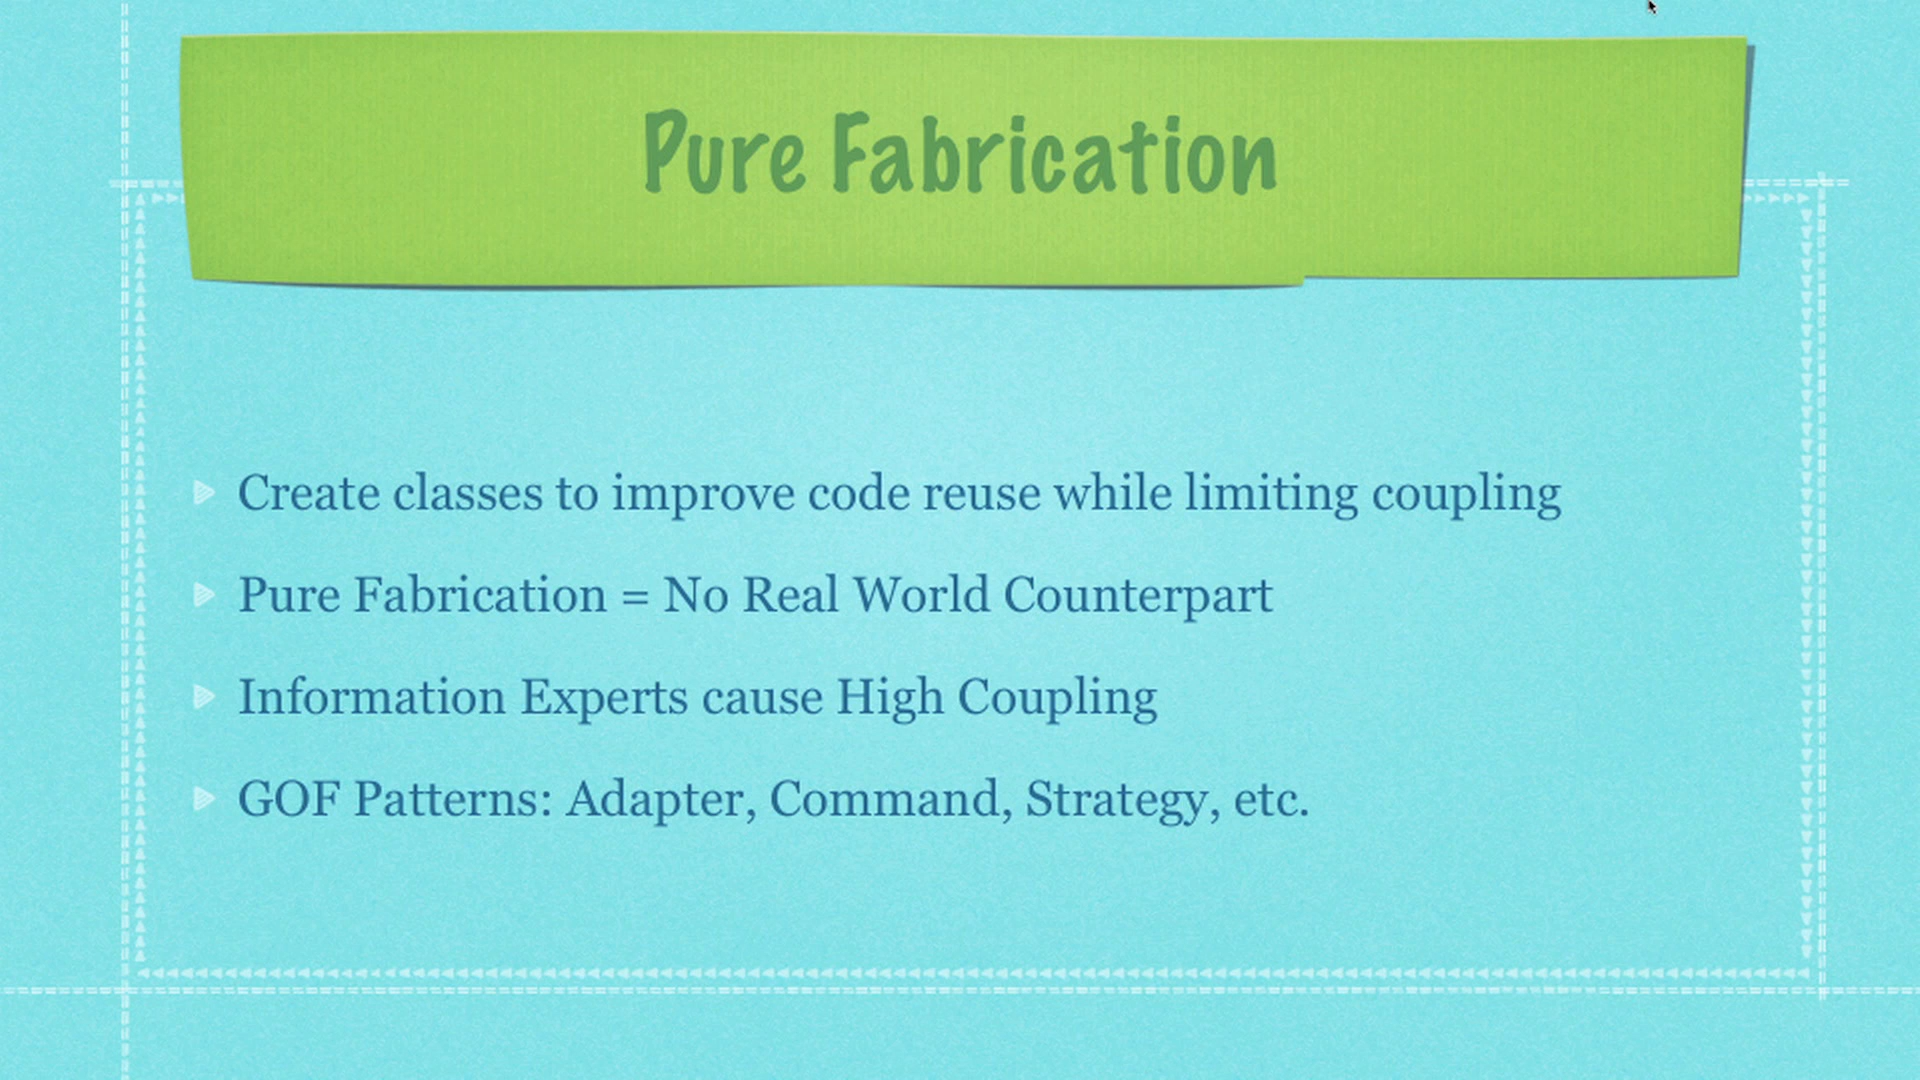 Pure Fabrication
Create classes to improve code reuse while limiting coupling
Pure Fabrication = No Real World Counterpart
Information Experts cause High Coupling
GOF Patterns: Adapter, Command, Strategy, etc.